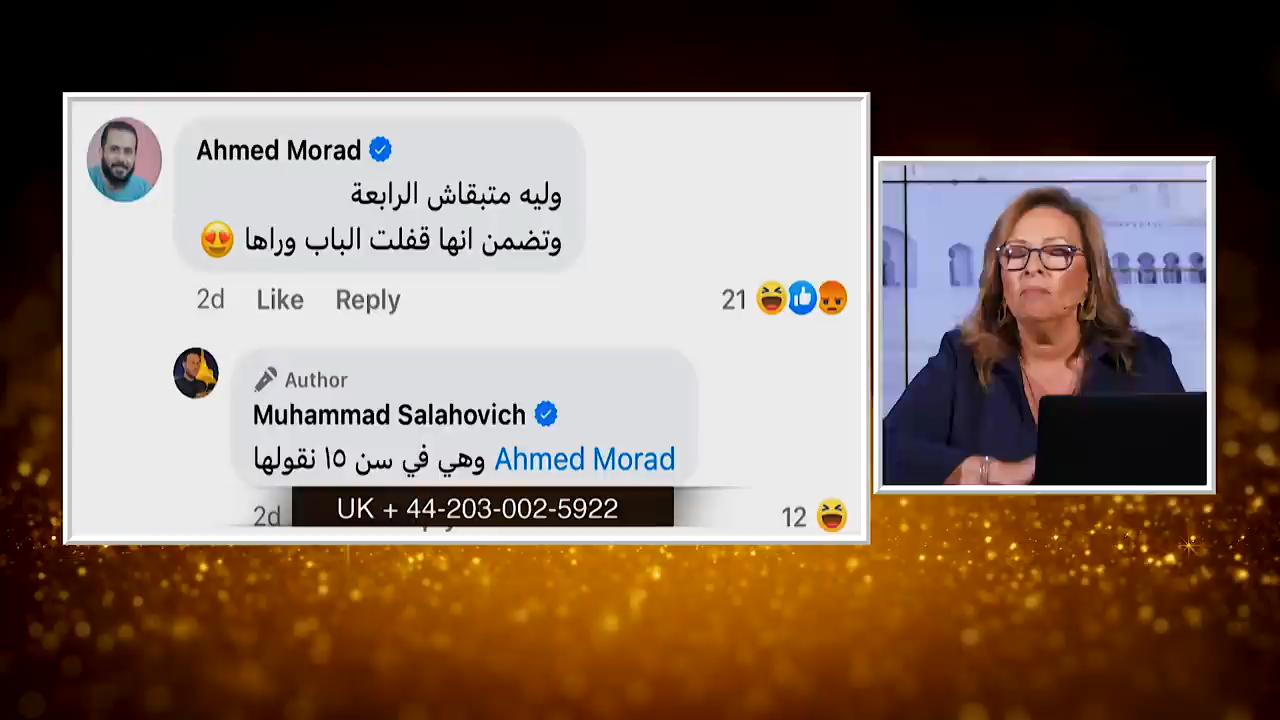 Ahmed Morad
وليه متبقاش الرابعة
وتضمن انها قفلت الباب وراها 😍
2d Like Reply 21
Author
Muhammad Salahovich
Ahmed Morad وهي في سن ١٥ نقولها
2d 12
UK + 44-203-002-5922